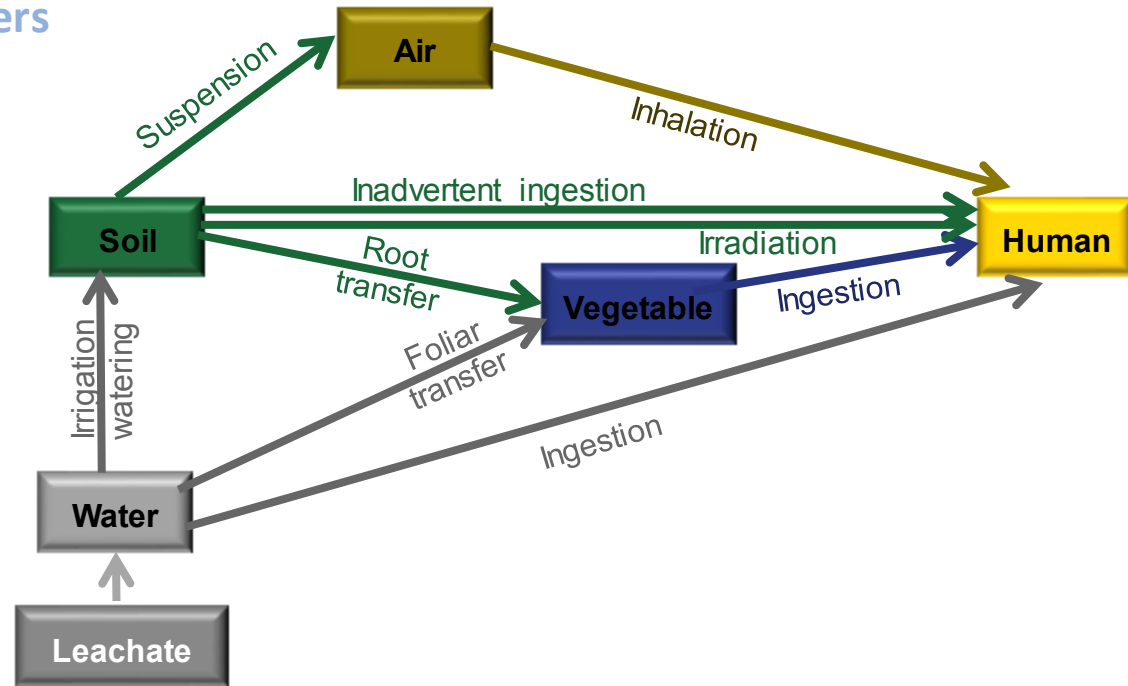 ers
Air
Suspension
Inhalation
Inadvertent ingestion
Soil
Irradiation
Human
Root
transfer
Vegetable
Ingestion
Irrigation
watering
Foliar
transfer
Ingestion
Water
Leachate